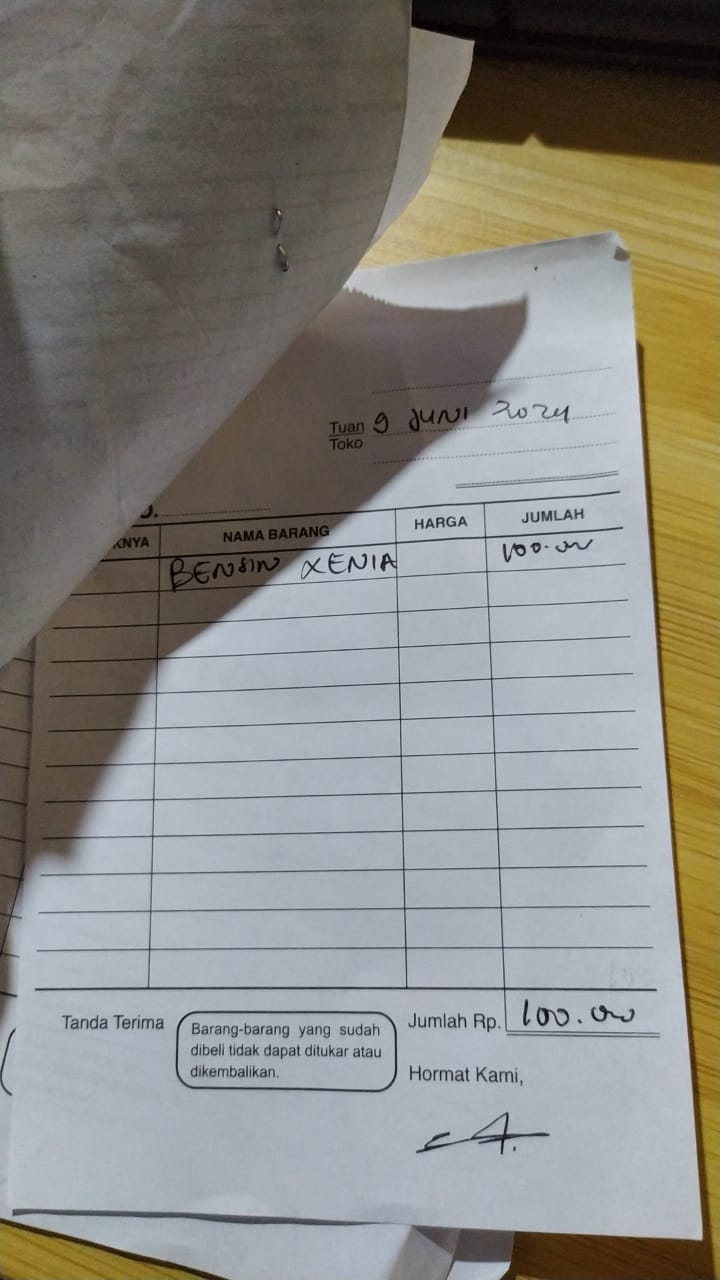 Tuan 9 JUNI 2024
Toko
KNYA NAMA BARANG HARGA JUMLAH
BENSIN XENIA 100.000
Tanda Terima
Barang-barang yang sudah
dibeli tidak dapat ditukar atau
dikembalikan.
Jumlah Rp. 100.000
Hormat Kami,